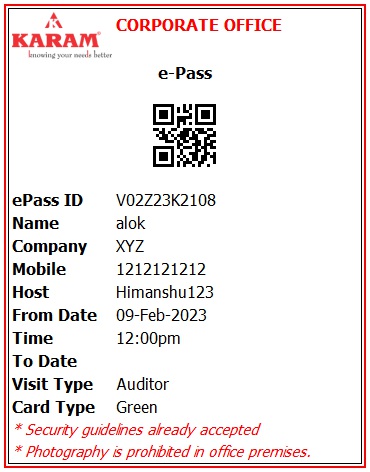 CORPORATE OFFICE
KARAM®
knowing your needs better
e-Pass
ePass ID V02Z23K2108
Name alok
Company XYZ
Mobile 1212121212
Host Himanshu123
From Date 09-Feb-2023
Time 12:00pm
To Date
Visit Type Auditor
Card Type Green
* Security guidelines already accepted
* Photography is prohibited in office premises.